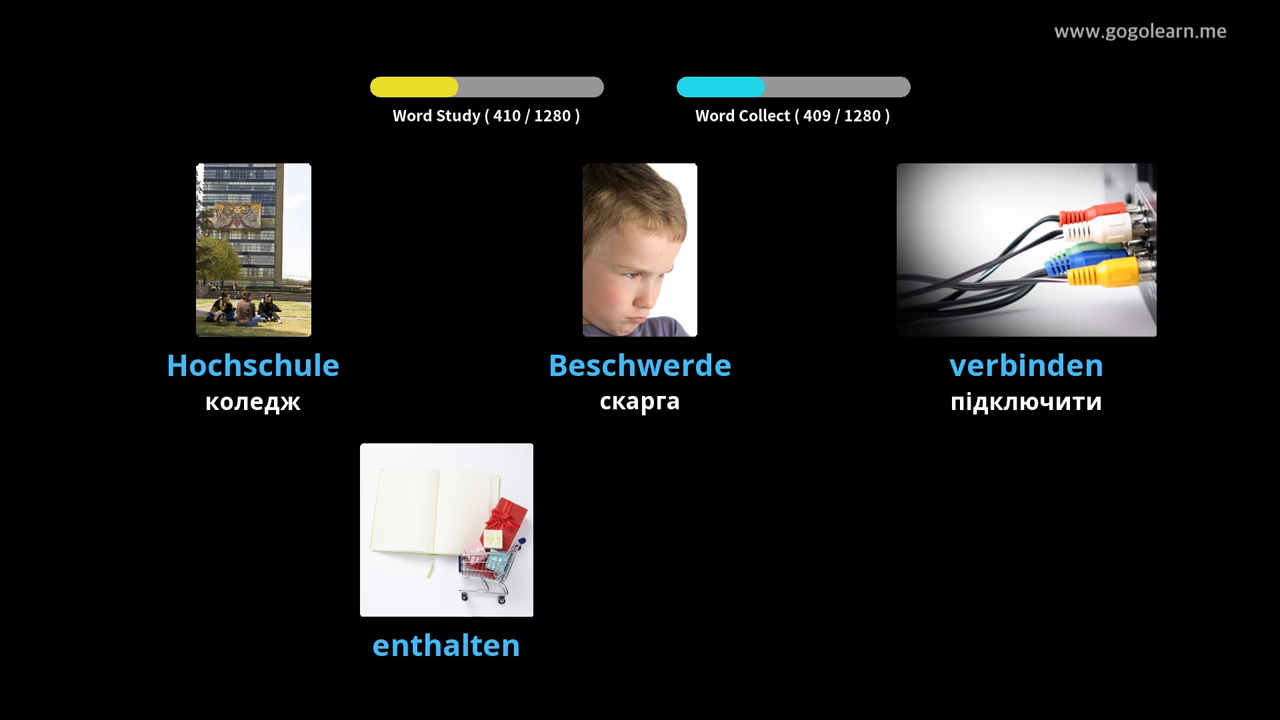 www.gogolearn.me
Word Study ( 410 / 1280 )
Word Collect ( 409 / 1280 )
Hochschule
коледж
Beschwerde
скарга
verbinden
підключити
enthalten